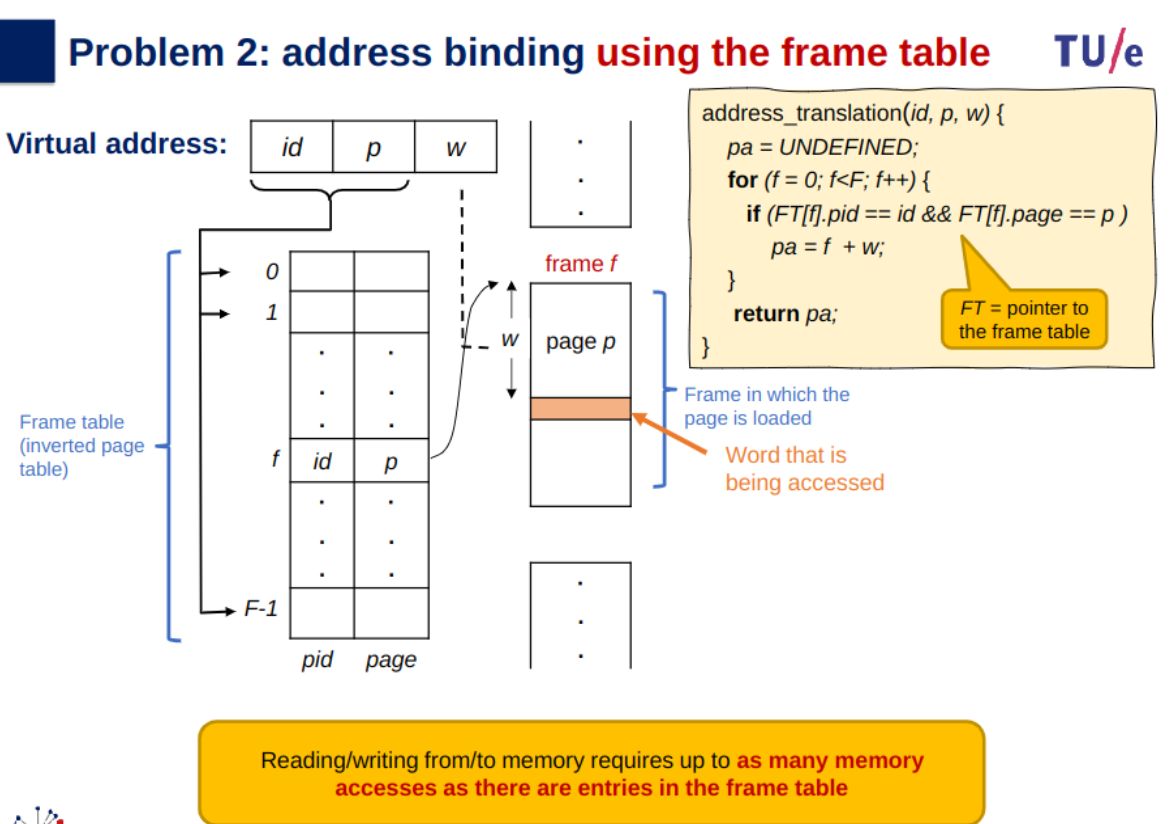 Problem 2: address binding using the frame table
TU/e
Virtual address:
id p w
address_translation(id, p, w) {
pa = UNDEFINED;
for (f = 0; f<F; f++) {
if (FT[f].pid == id && FT[f].page == p )
pa = f + w;
}
return pa;
}
FT = pointer to
the frame table
Frame table
(inverted page
table)
0
1
f id p
F-1
pid page
frame f
w
page p
Frame in which the
page is loaded
Word that is
being accessed
Reading/writing from/to memory requires up to as many memory
accesses as there are entries in the frame table